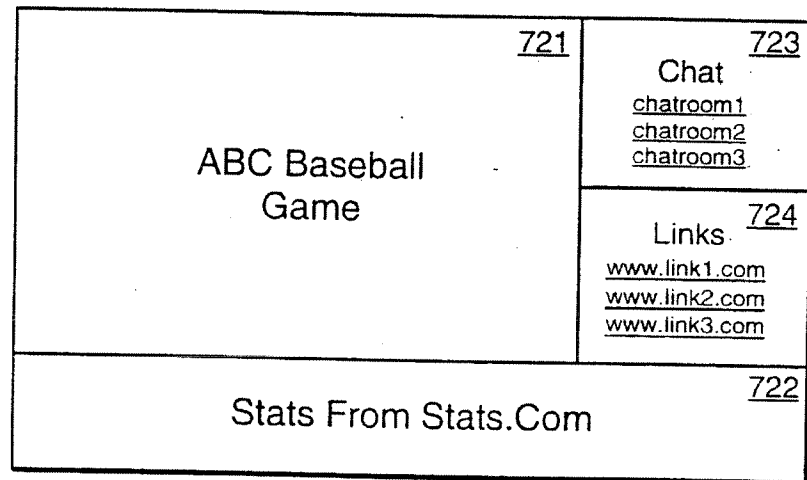 721
ABC Baseball
Game
723
Chat
chatroom1
chatroom2
chatroom3
724
Links
www.link1.com
www.link2.com
www.link3.com
722
Stats From Stats.Com